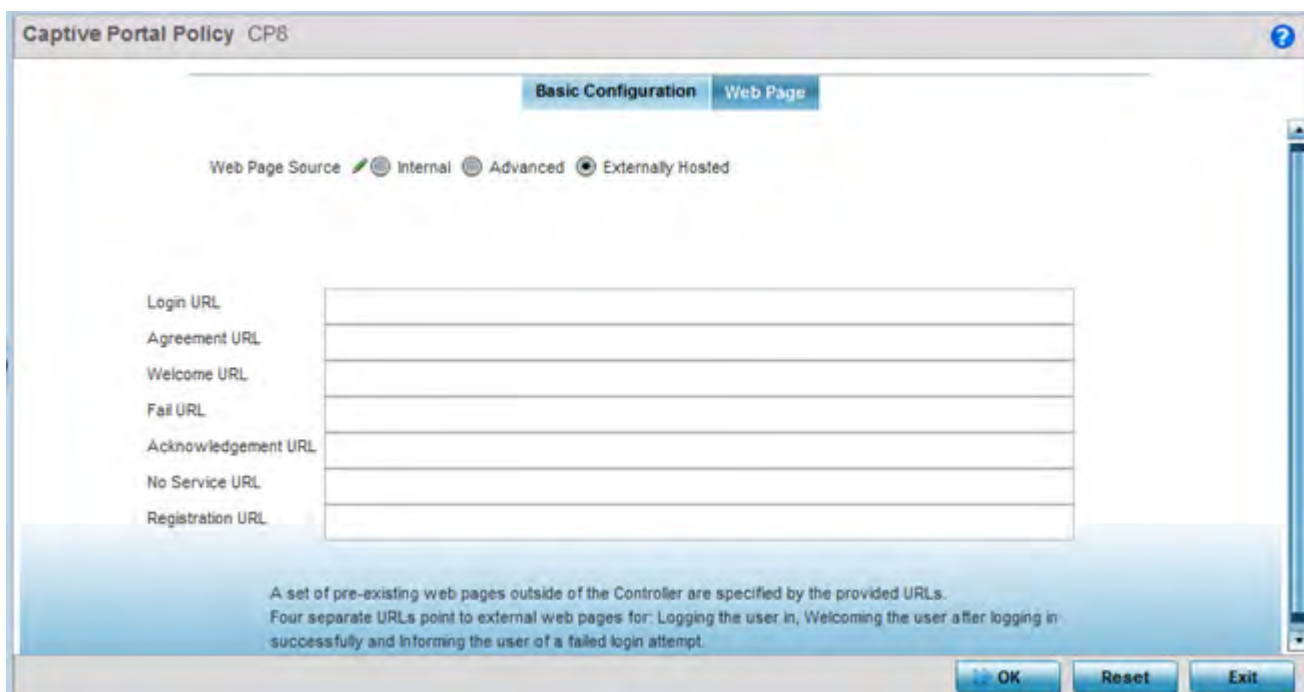 Captive Portal Policy CP8
?
Basic Configuration Web Page
Web Page Source Internal Advanced Externally Hosted
Login URL
Agreement URL
Welcome URL
Fail URL
Acknowledgement URL
No Service URL
Registration URL
A set of pre-existing web pages outside of the Controller are specified by the provided URLs.
Four separate URLs point to external web pages for: Logging the user in, Welcoming the user after logging in
successfully and Informing the user of a failed login attempt.
OK Reset Exit